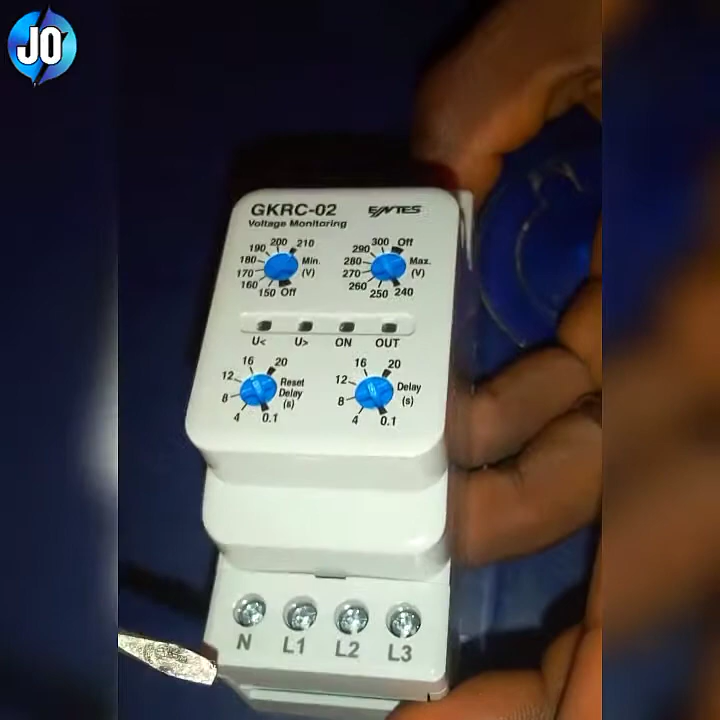 JO
GKRC-02 ENTES
Voltage Monitoring
150 160 170 180 190 200 210 Off
Min.
(V)
240 250 260 270 280 290 300 Off
Max.
(V)
U< U> ON OUT
0.1 4 8 12 16 20
Reset
Delay
(s)
0.1 4 8 12 16 20
Delay
(s)
N L1 L2 L3